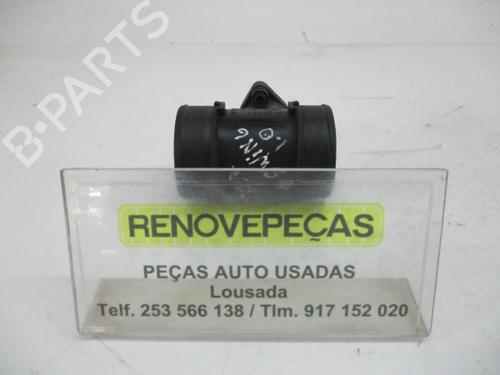 B-PARTS
RENOVEPEÇAS
PEÇAS AUTO USADAS
Lousada
Telf. 253 566 138 / Tlm. 917 152 020